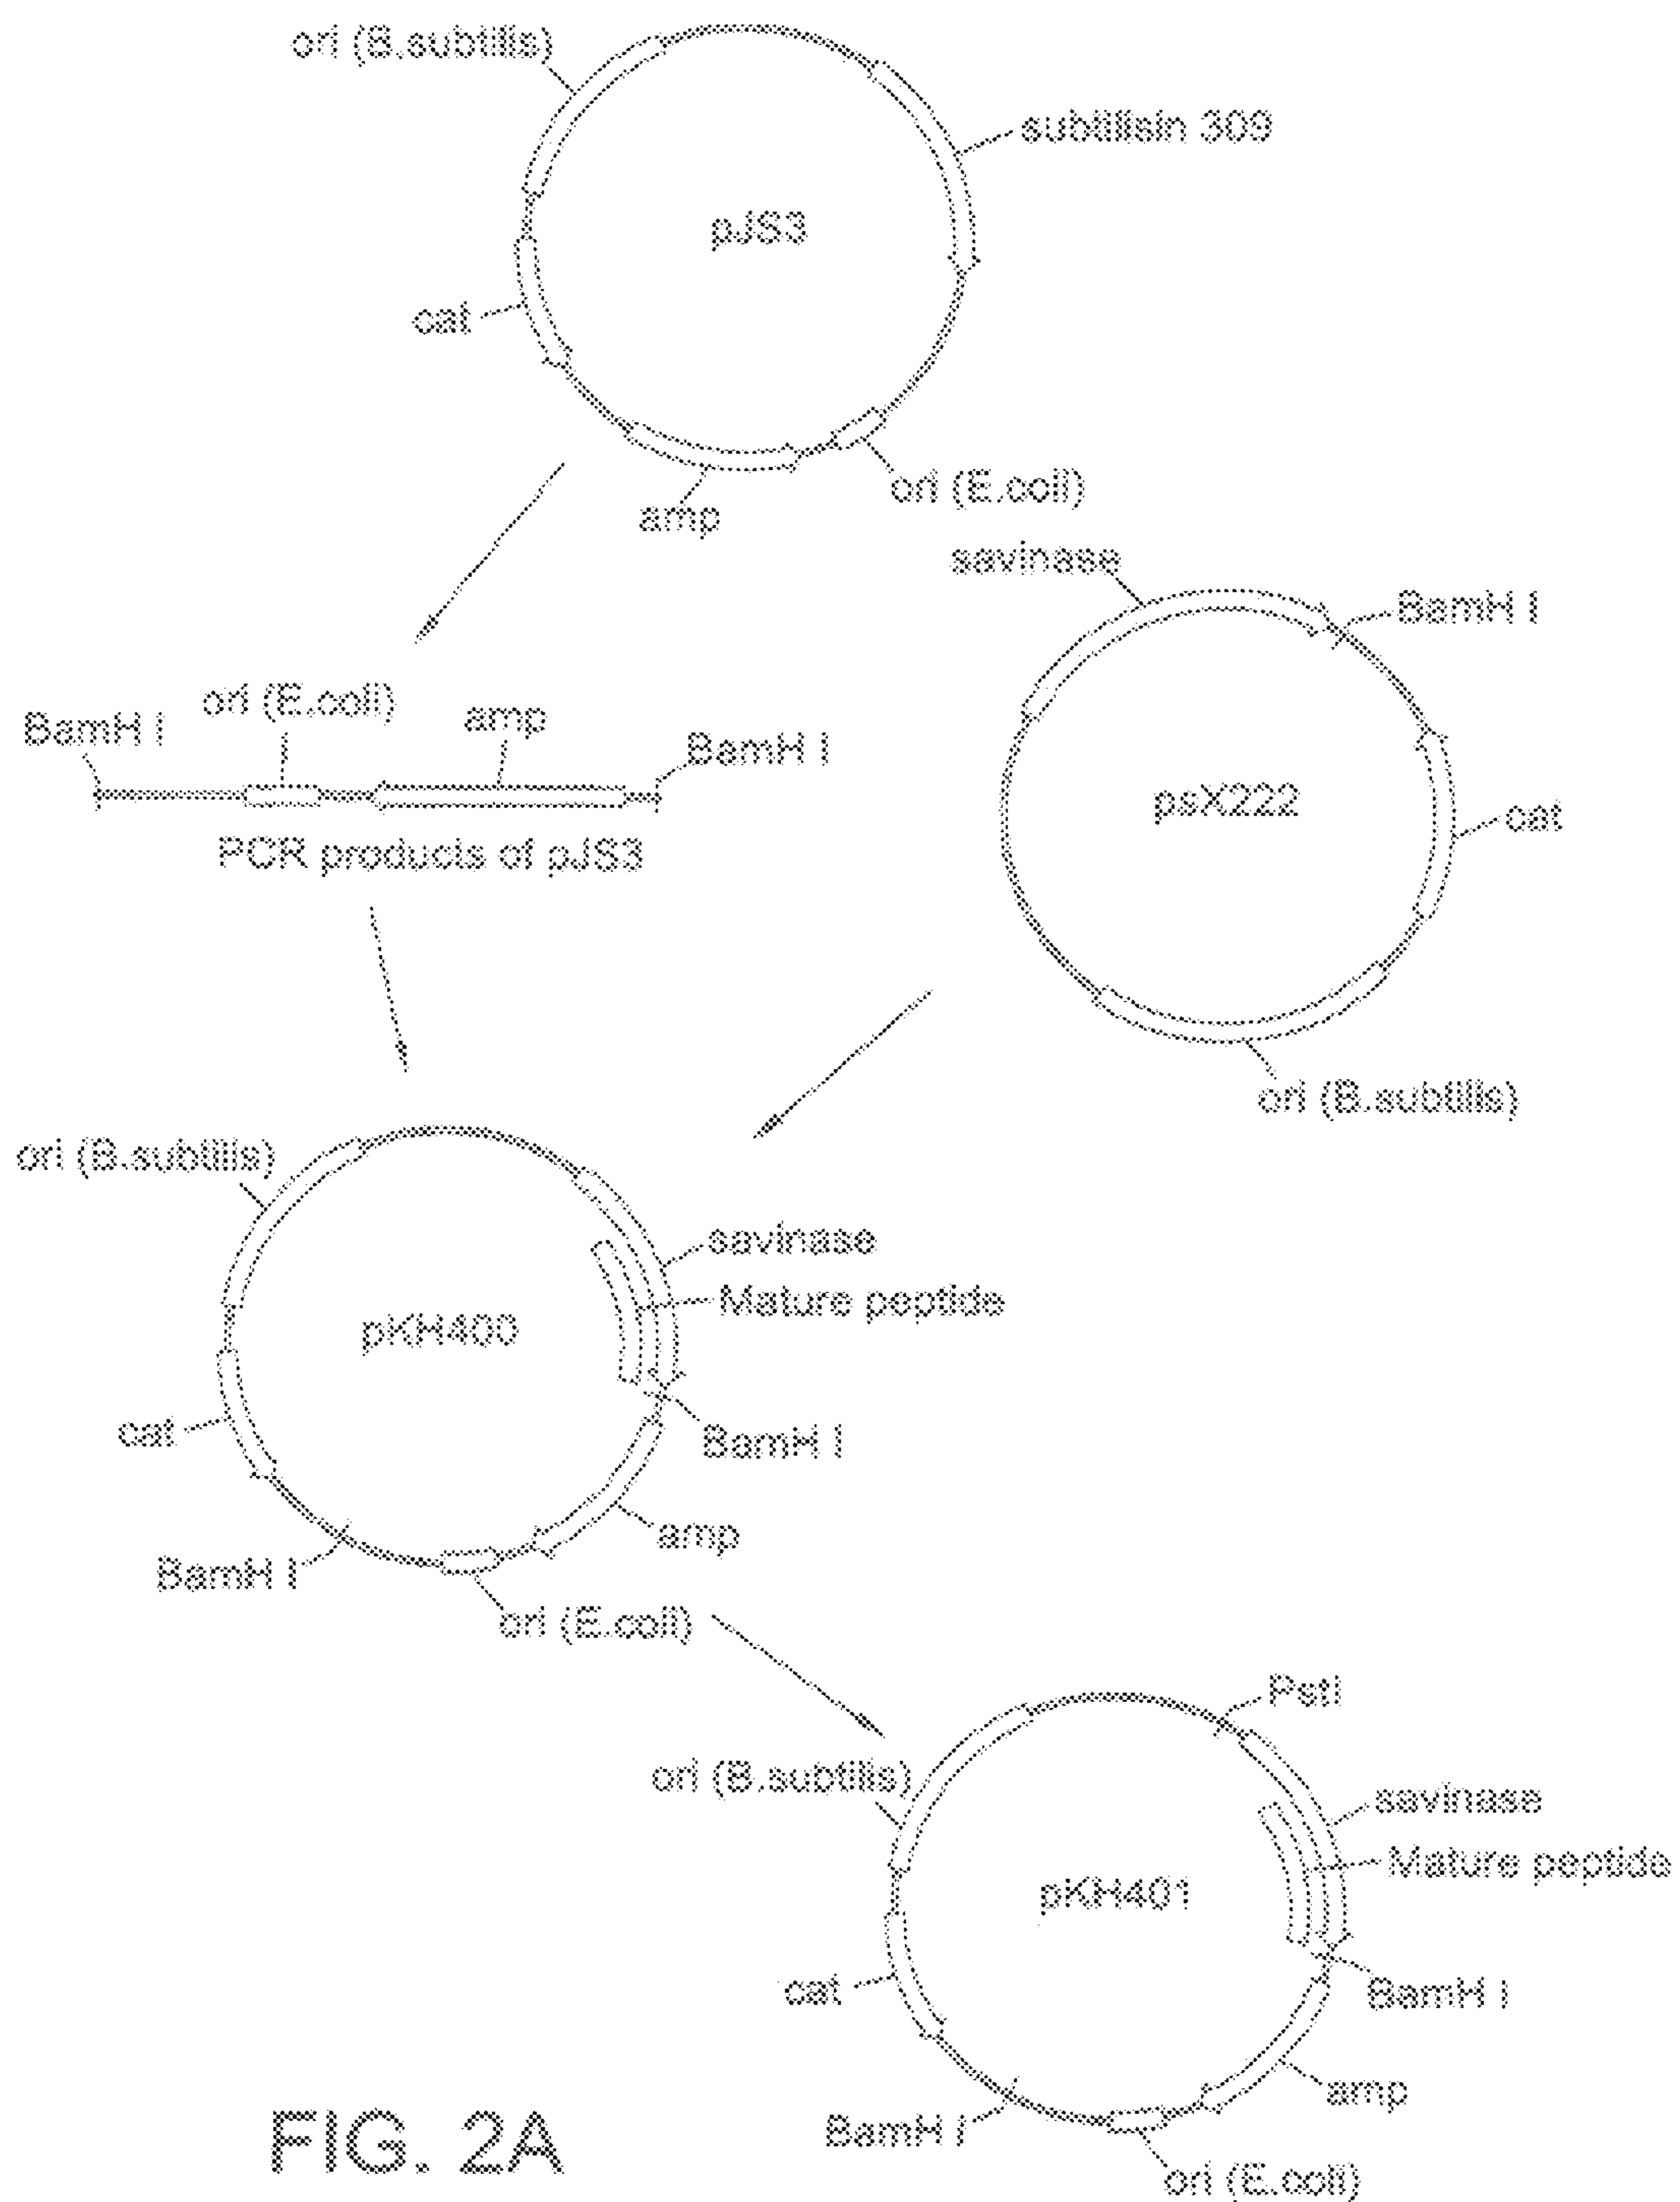 ori (B.subtilis)
subtilisin 309
pJS3
cat
ori (E.coli)
amp
savinase
BamH I
ori (E.coli)
amp
BamH I
BamH I
psX222
cat
PCR products of pJS3
ori (B.subtilis)
ori (B.subtilis)
savinase
Mature peptide
pKH400
cat
BamH I
amp
BamH I
ori (E.coli)
PstI
ori (B.subtilis)
savinase
Mature peptide
pKH401
cat
BamH I
amp
BamH I
ori (E.coli)
FIG. 2A